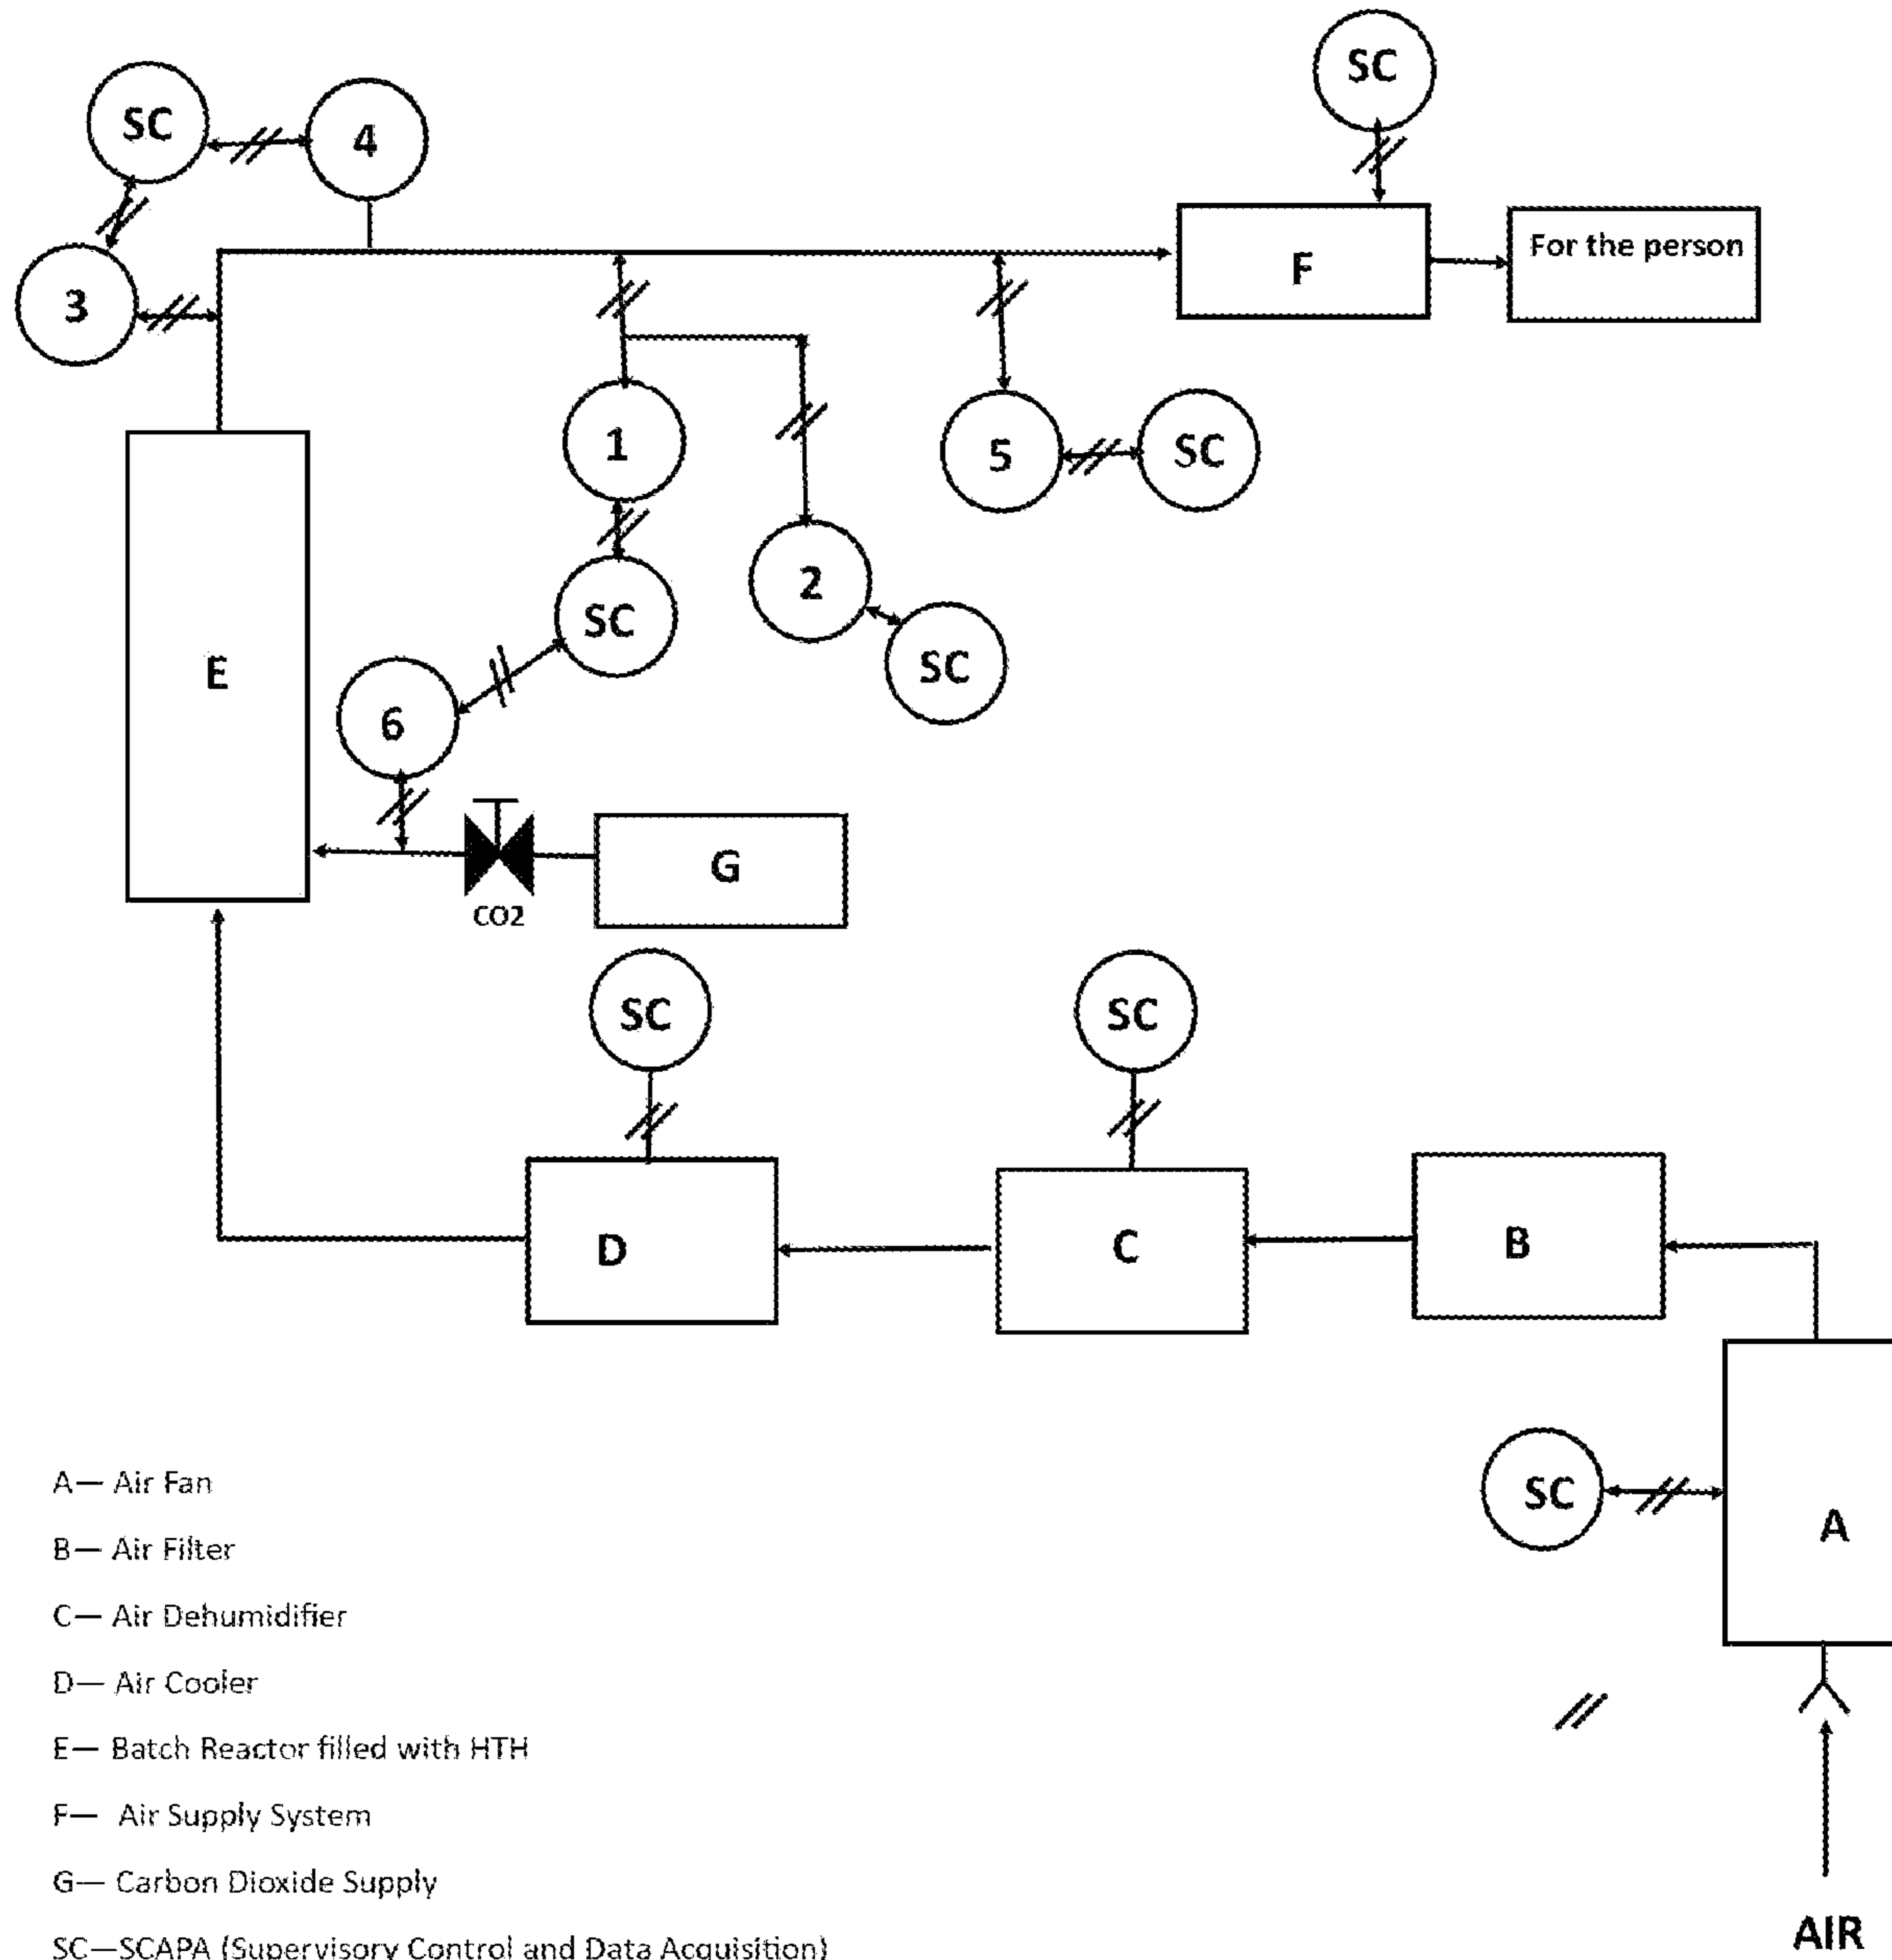 SC
SC
4
3
F
For the person
1
5
SC
2
SC
E
SC
6
G
CO2
SC
SC
D
C
B
SC
A
A— Air Fan
B— Air Filter
C— Air Dehumidifier
D— Air Cooler
E— Batch Reactor filled with HTH
F— Air Supply System
G— Carbon Dioxide Supply
SC—SCAPA (Supervisory Control and Data Acquisition)
AIR